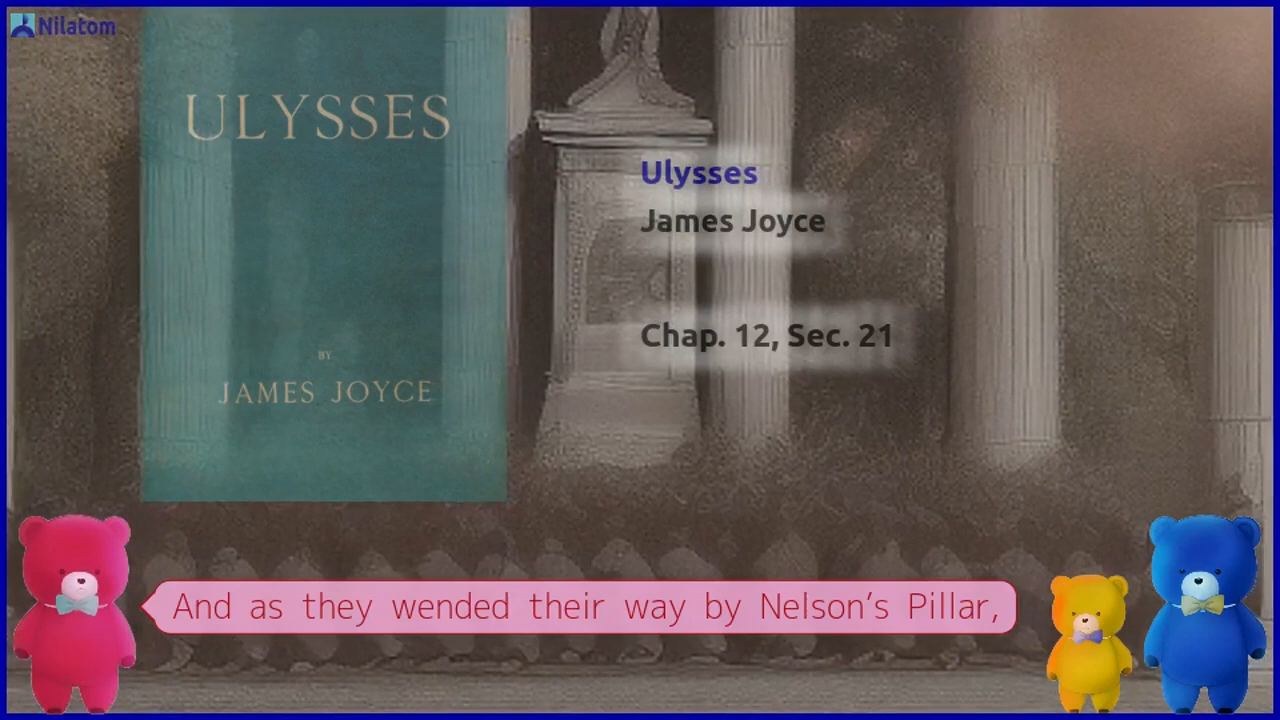 Nilatom
ULYSSES
BY
JAMES JOYCE
Ulysses
James Joyce
Chap. 12, Sec. 21
And as they wended their way by Nelson’s Pillar,